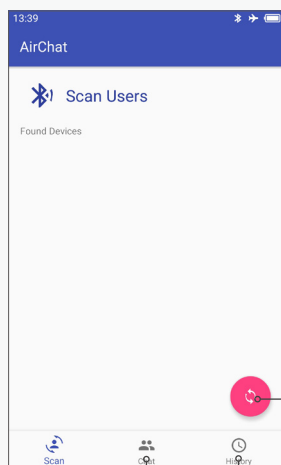 13:39
AirChat
Scan Users
Found Devices
Scan Chat History